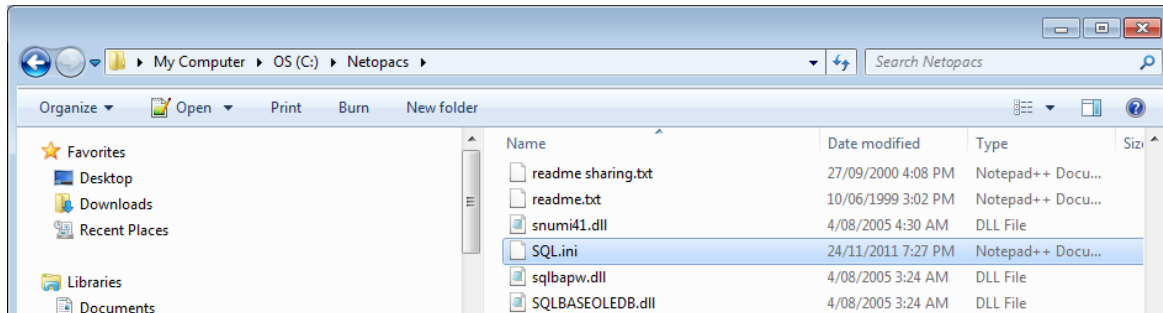 My Computer OS (C:) Netopacs Search Netopacs
Organize Open Print Burn New folder
Favorites
Desktop
Downloads
Recent Places
Libraries
Documents
Name Date modified Type Size
readme sharing.txt 27/09/2000 4:08 PM Notepad++ Docu...
readme.txt 10/06/1999 3:02 PM Notepad++ Docu...
snumi41.dll 4/08/2005 4:30 AM DLL File
SQL.ini 24/11/2011 7:27 PM Notepad++ Docu...
sqlbapw.dll 4/08/2005 3:24 AM DLL File
SQLBASEOLEDB.dll 4/08/2005 3:24 AM DLL File